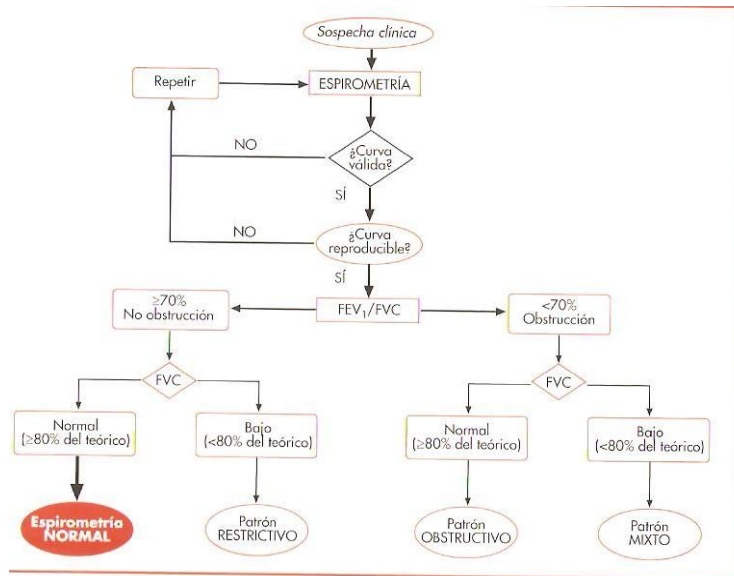 Sospecha clínica
Repetir
ESPIROMETRÍA
NO
¿Curva
válida?
SÍ
NO
¿Curva
reproducible?
SÍ
≥70%
No obstrucción
FEV₁/FVC
<70%
Obstrucción
FVC
FVC
Normal
(≥80% del teórico)
Bajo
(<80% del teórico)
Normal
(≥80% del teórico)
Bajo
(<80% del teórico)
Espirometría
NORMAL
Patrón
RESTRICTIVO
Patrón
OBSTRUCTIVO
Patrón
MIXTO